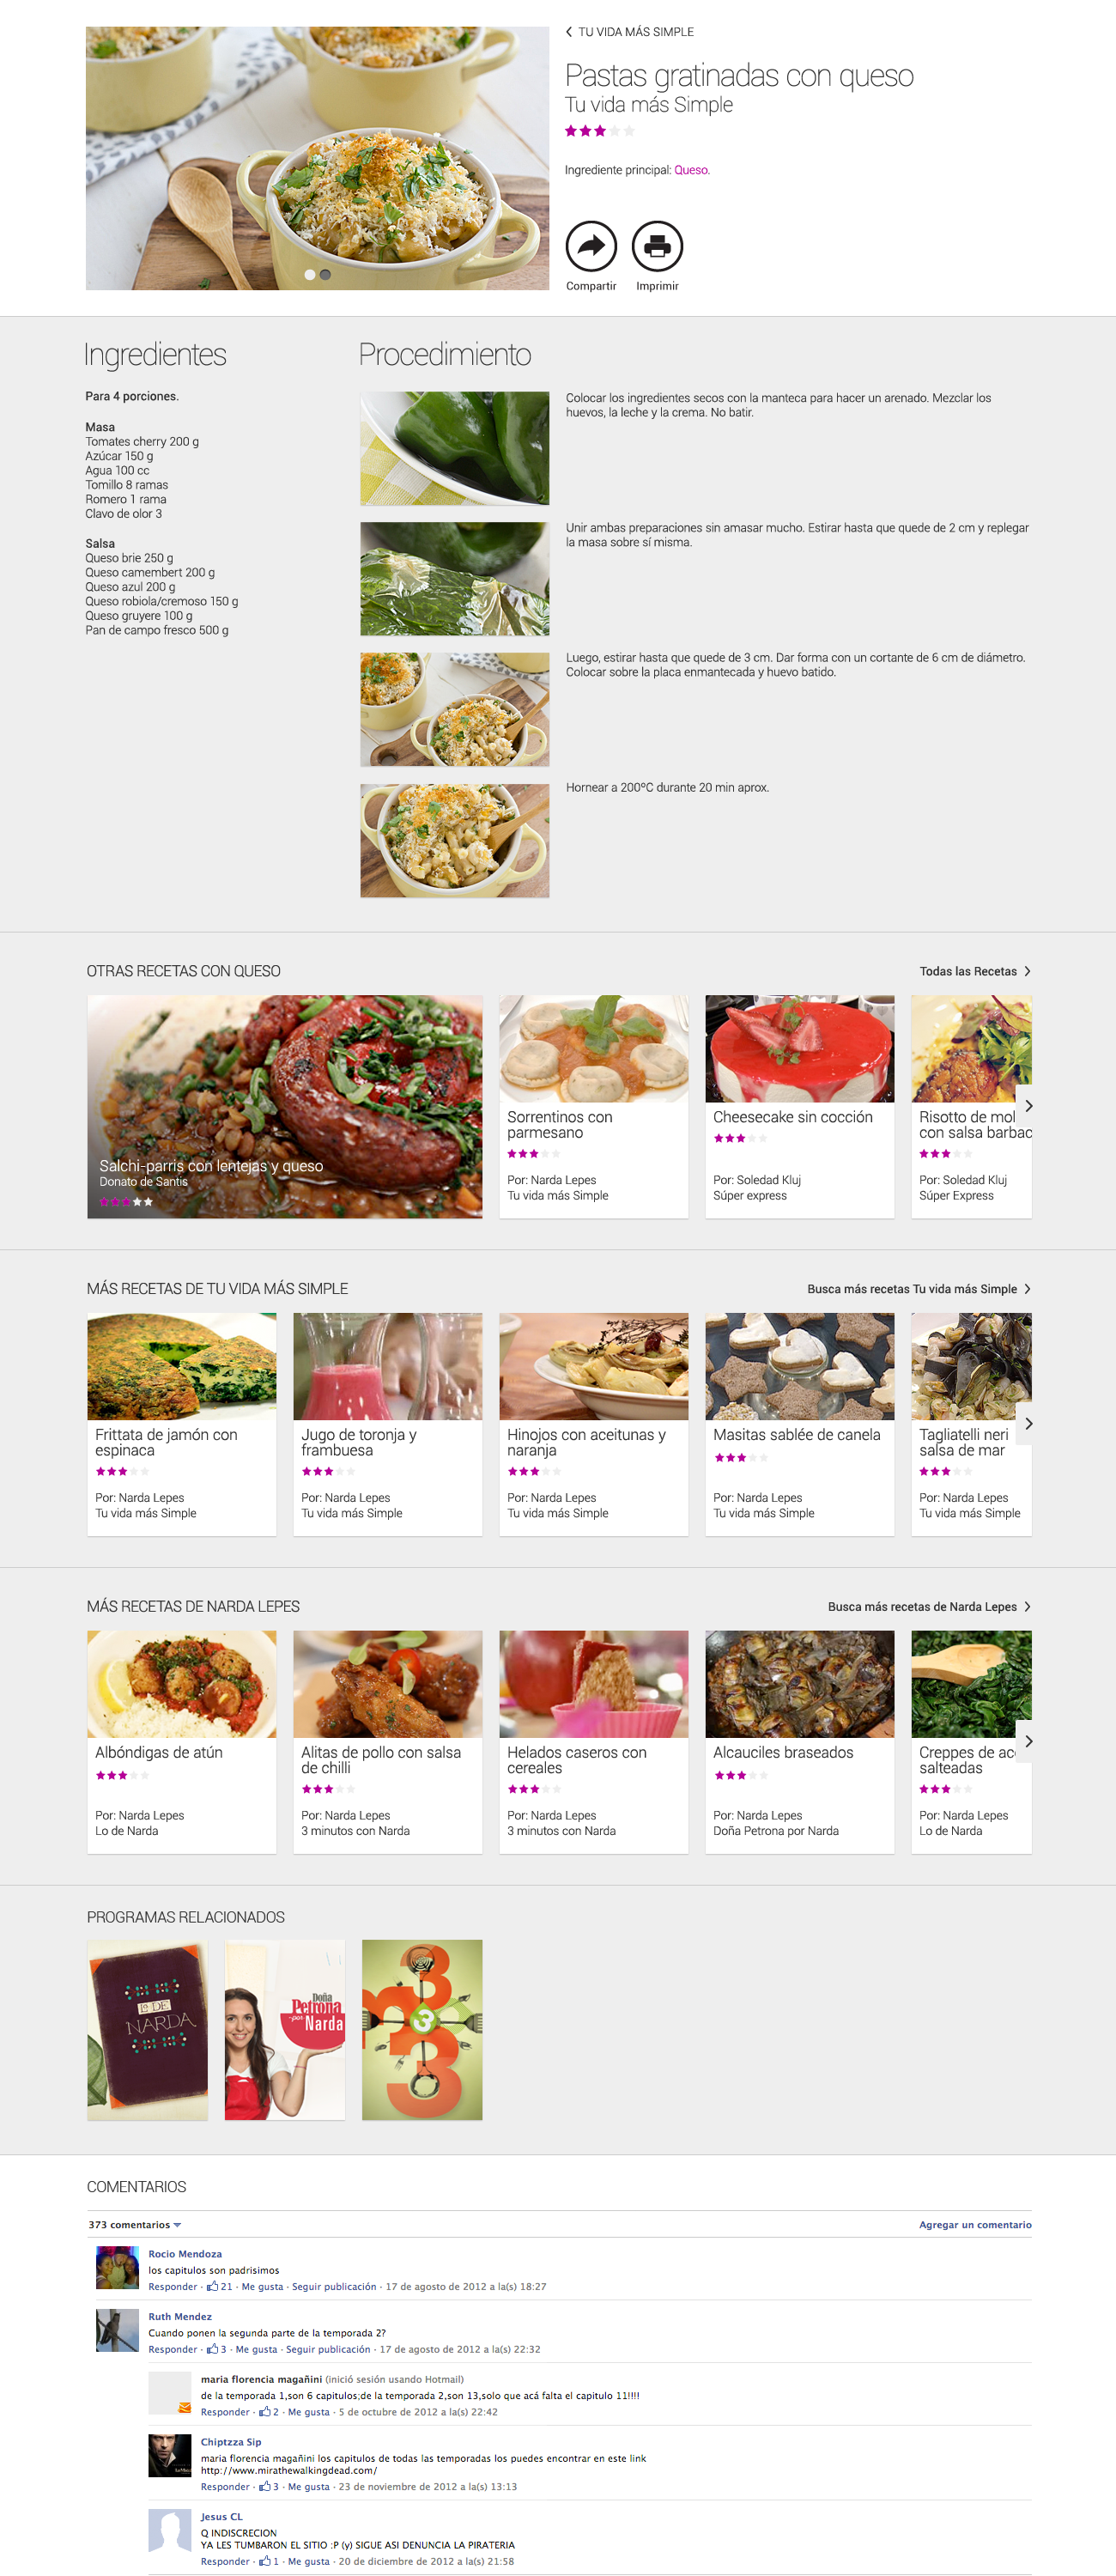 TU VIDA MÁS SIMPLE
Pastas gratinadas con queso
Tu vida más Simple
Ingrediente principal: Queso.
Compartir Imprimir
Ingredientes
Para 4 porciones.
Masa
Tomates cherry 200 g
Azúcar 150 g
Agua 100 cc
Tomillo 8 ramas
Romero 1 rama
Clavo de olor 3
Salsa
Queso brie 250 g
Queso camembert 200 g
Queso azul 200 g
Queso robiola/cremoso 150 g
Queso gruyere 100 g
Pan de campo fresco 500 g
Procedimiento
Colocar los ingredientes secos con la manteca para hacer un arenado. Mezclar los
huevos, la leche y la crema. No batir.
Unir ambas preparaciones sin amasar mucho. Estirar hasta que quede de 2 cm y replegar
la masa sobre sí misma.
Luego, estirar hasta que quede de 3 cm. Dar forma con un cortante de 6 cm de diámetro.
Colocar sobre la placa enmantecada y huevo batido.
Hornear a 200ºC durante 20 min aprox.
OTRAS RECETAS CON QUESO
Todas las Recetas
Salchi-parris con lentejas y queso
Donato de Santis
Sorrentinos con
parmesano
Por: Narda Lepes
Tu vida más Simple
Cheesecake sin cocción
Por: Soledad Kluj
Súper express
Risotto de mol
con salsa barbac
Por: Soledad Kluj
Súper Express
MÁS RECETAS DE TU VIDA MÁS SIMPLE
Busca más recetas Tu vida más Simple
Frittata de jamón con
espinaca
Por: Narda Lepes
Tu vida más Simple
Jugo de toronja y
frambuesa
Por: Narda Lepes
Tu vida más Simple
Hinojos con aceitunas y
naranja
Por: Narda Lepes
Tu vida más Simple
Masitas sablée de canela
Por: Narda Lepes
Tu vida más Simple
Tagliatelli neri
salsa de mar
Por: Narda Lepes
Tu vida más Simple
MÁS RECETAS DE NARDA LEPES
Busca más recetas de Narda Lepes
Albóndigas de atún
Por: Narda Lepes
Lo de Narda
Alitas de pollo con salsa
de chilli
Por: Narda Lepes
3 minutos con Narda
Helados caseros con
cereales
Por: Narda Lepes
3 minutos con Narda
Alcauciles braseados
Por: Narda Lepes
Doña Petrona por Narda
Creppes de ac
salteadas
Por: Narda Lepes
Lo de Narda
PROGRAMAS RELACIONADOS
LO DE
NARDA
Doña
Petrona
por Narda
3
3
3
COMENTARIOS
373 comentarios
Agregar un comentario
Rocio Mendoza
los capitulos son padrisimos
Responder · 21 · Me gusta · Seguir publicación · 17 de agosto de 2012 a la(s) 18:27
Ruth Mendez
Cuando ponen la segunda parte de la temporada 2?
Responder · 3 · Me gusta · Seguir publicación · 17 de agosto de 2012 a la(s) 22:32
maria florencia magañini (inició sesión usando Hotmail)
de la temporada 1,son 6 capitulos;de la temporada 2,son 13,solo que acá falta el capitulo 11!!!!
Responder · 2 · Me gusta · 5 de octubre de 2012 a la(s) 22:42
Chiptzza Sip
maria florencia magañini los capitulos de todas las temporadas los puedes encontrar en este link
http://www.mirathewalkingdead.com/
Responder · 3 · Me gusta · 23 de noviembre de 2012 a la(s) 13:13
Jesus CL
Q INDISCRECION
YA LES TUMBARON EL SITIO :P (y) SIGUE ASI DENUNCIA LA PIRATERIA
Responder · 1 · Me gusta · 20 de diciembre de 2012 a la(s) 21:58